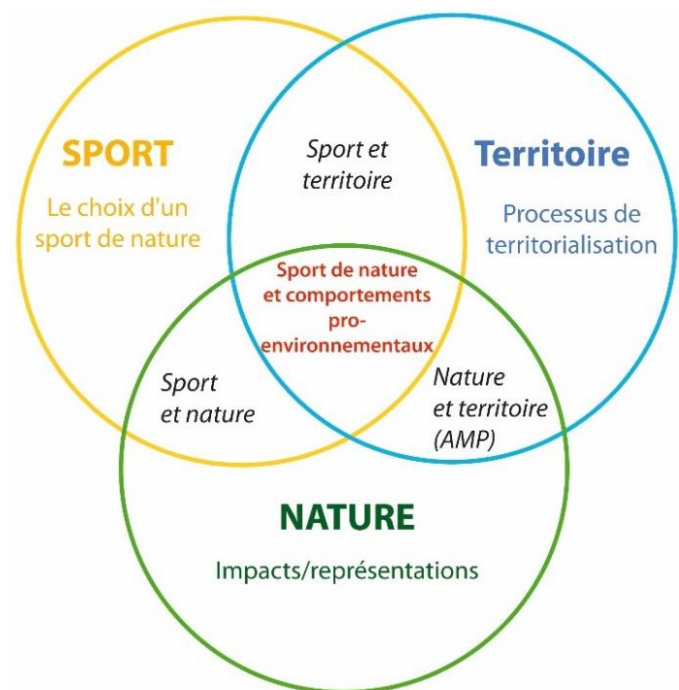 SPORT
Le choix d'un
sport de nature
Sport et
territoire
Territoire
Processus de
territorialisation
Sport de nature
et comportements
pro-
environnementaux
Sport
et nature
Nature
et territoire
(AMP)
NATURE
Impacts/représentations